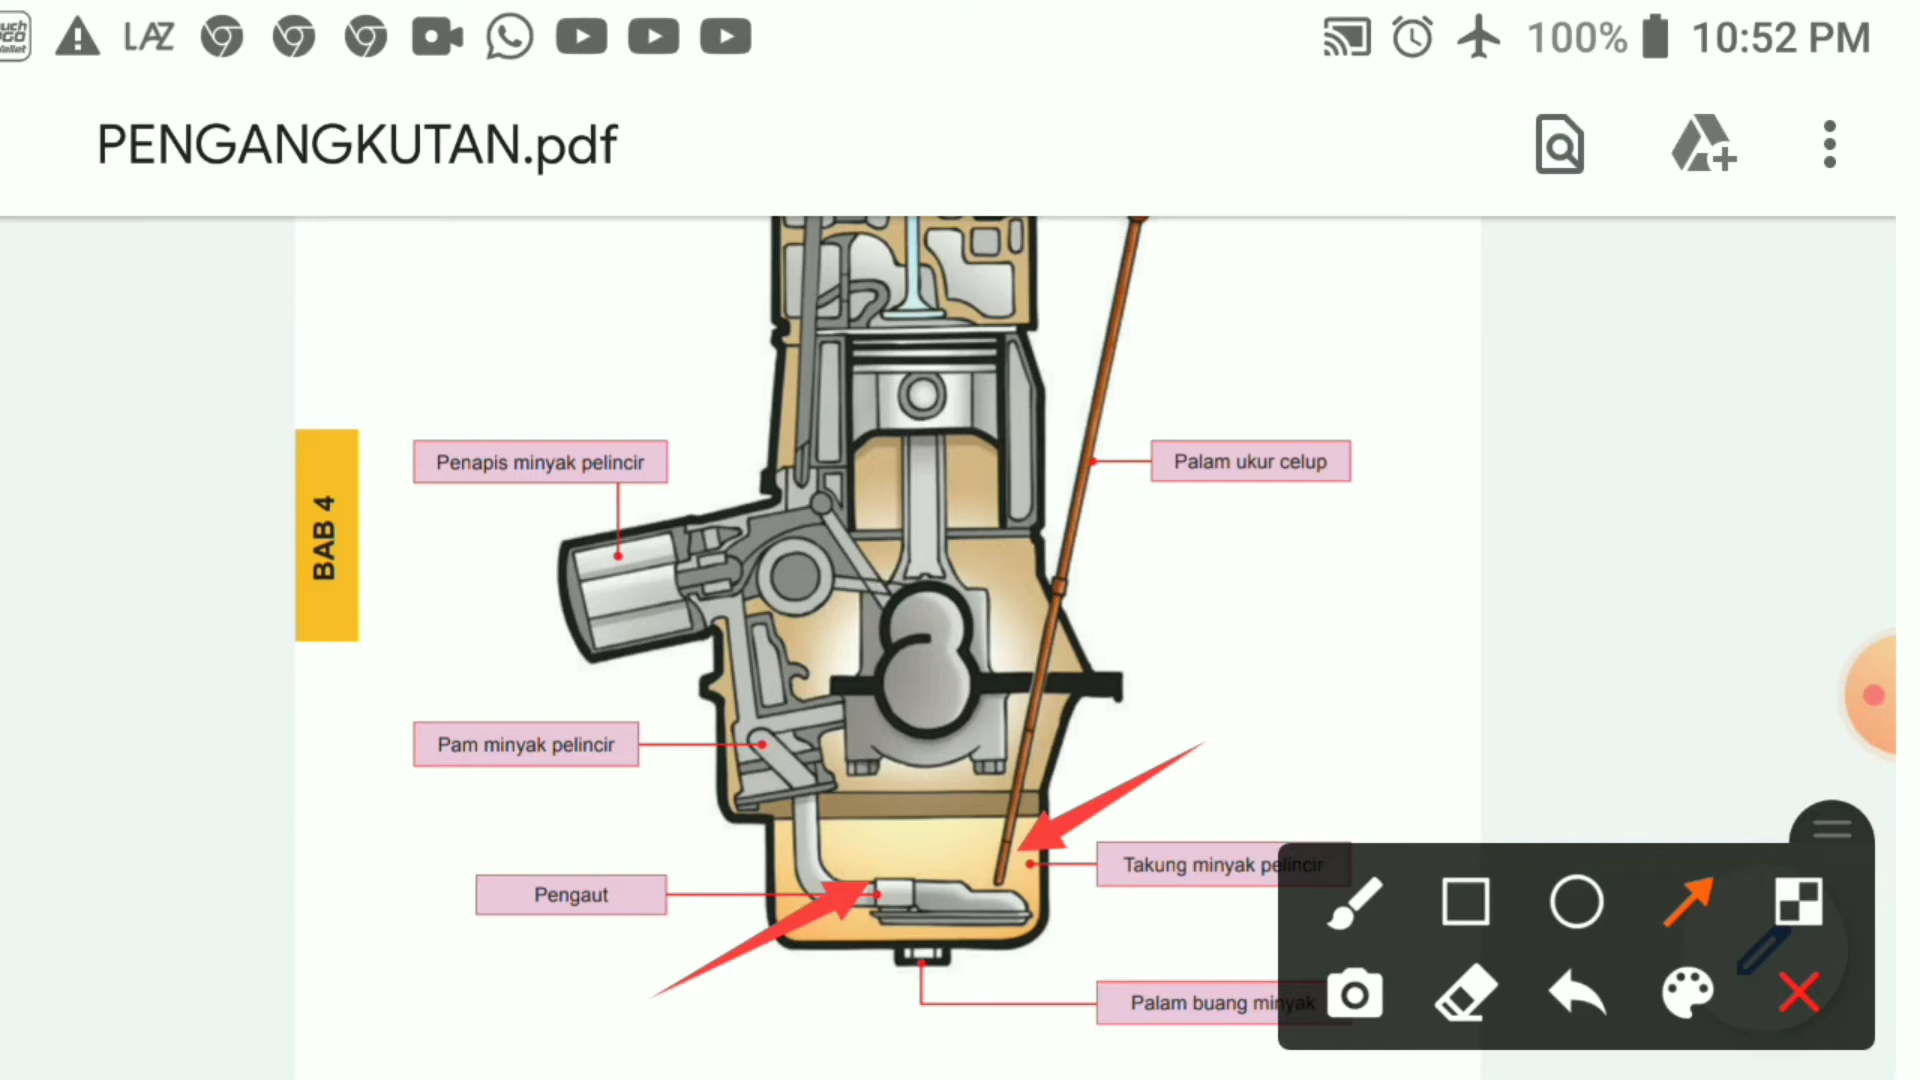 LAZ
100%
10:52 PM
PENGANGKUTAN.pdf
BAB 4
Penapis minyak pelincir
Palam ukur celup
Pam minyak pelincir
Takung minyak pelincir
Pengaut
Palam buang minyak